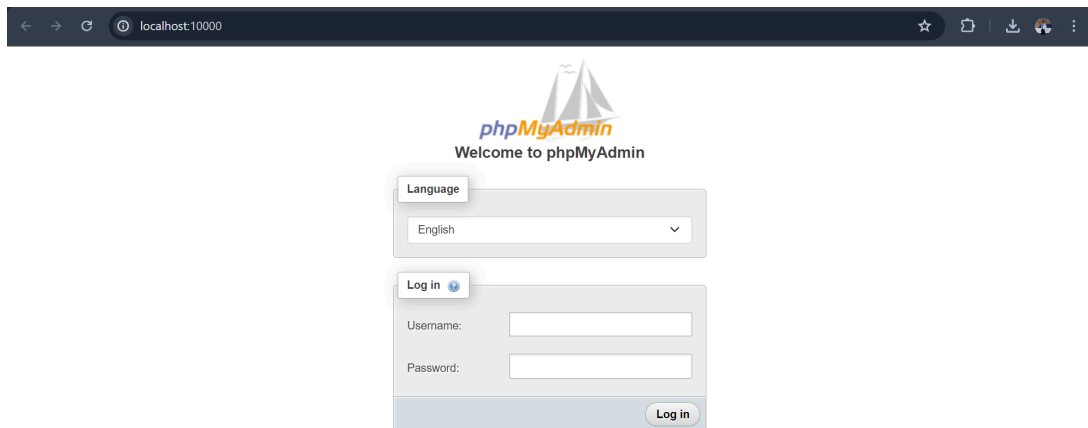 localhost:10000
phpMyAdmin
Welcome to phpMyAdmin
Language
English
Log in
Username:
Password:
Log in